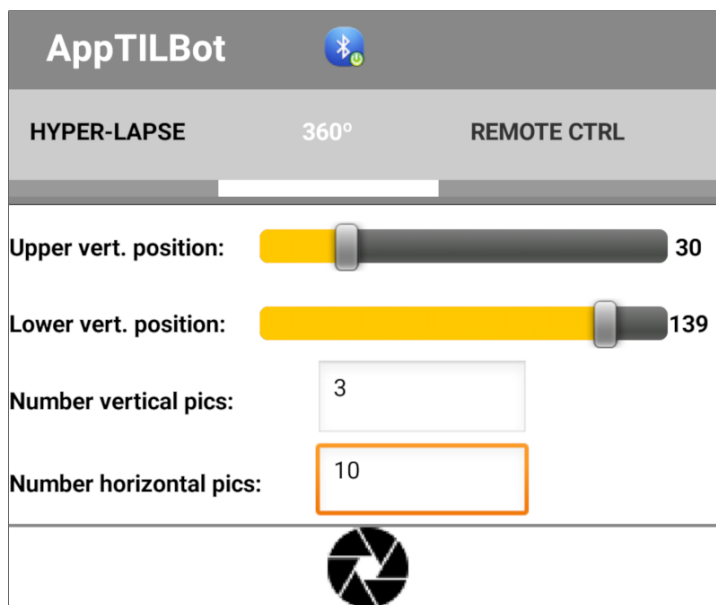 AppTILBot
HYPER-LAPSE 360º REMOTE CTRL
Upper vert. position: 30
Lower vert. position: 139
Number vertical pics: 3
Number horizontal pics: 10